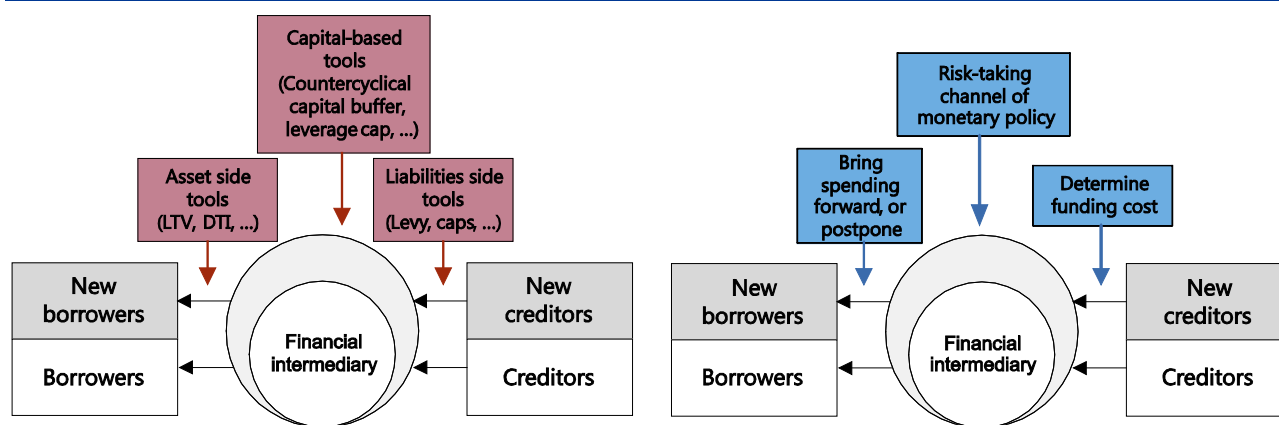 Capital-based
tools
(Countercyclical
capital buffer,
leverage cap, ...)
Asset side
tools
(LTV, DTI, ...)
Liabilities side
tools
(Levy, caps, ...)
New
borrowers
Borrowers
Financial
intermediary
New
creditors
Creditors
Risk-taking
channel of
monetary policy
Bring
spending
forward, or
postpone
Determine
funding cost
New
borrowers
Borrowers
Financial
intermediary
New
creditors
Creditors